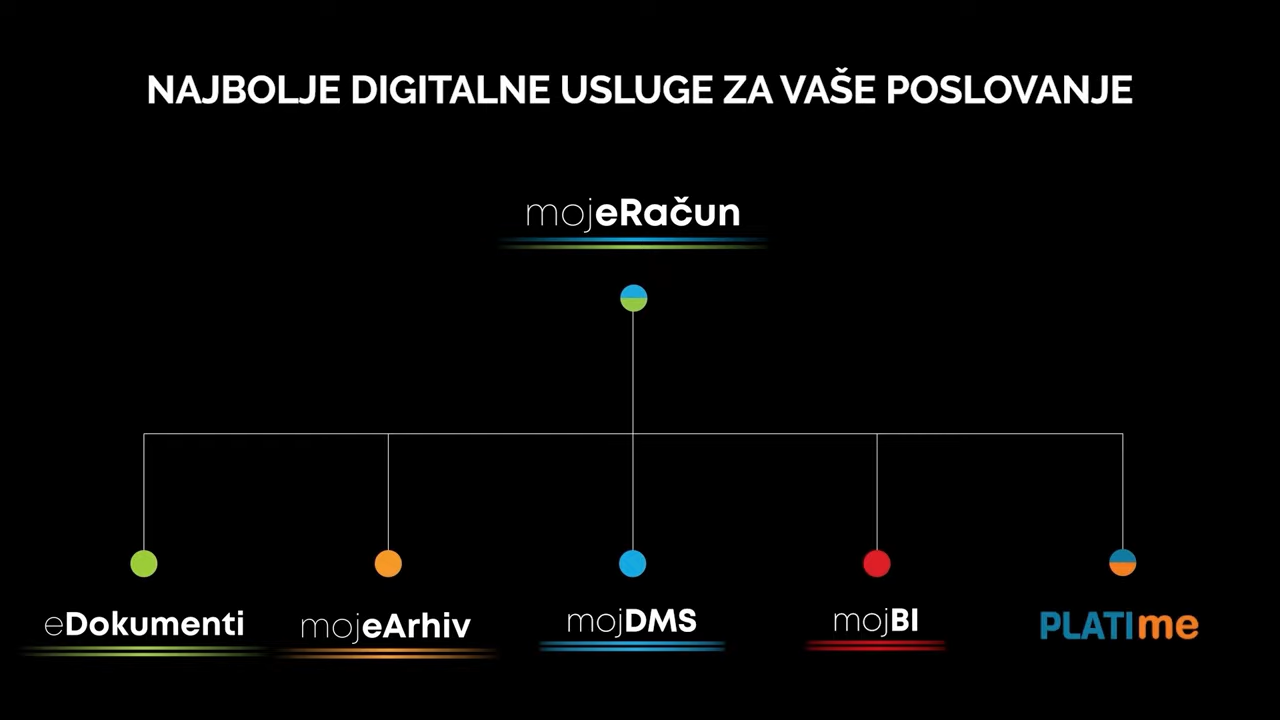 NAJBOLJE DIGITALNE USLUGE ZA VAŠE POSLOVANJE
mojeRačun
eDokumenti
mojeArhiv
mojDMS
mojBI
PLATIme